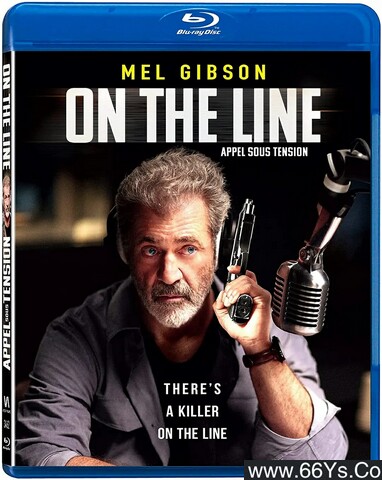 Blu-ray Disc
MEL GIBSON
ON THE LINE
APPEL SOUS TENSION
THERE'S
A KILLER
ON THE LINE
ON THE LINE
APPEL SOUS TENSION
www.66Ys.Co